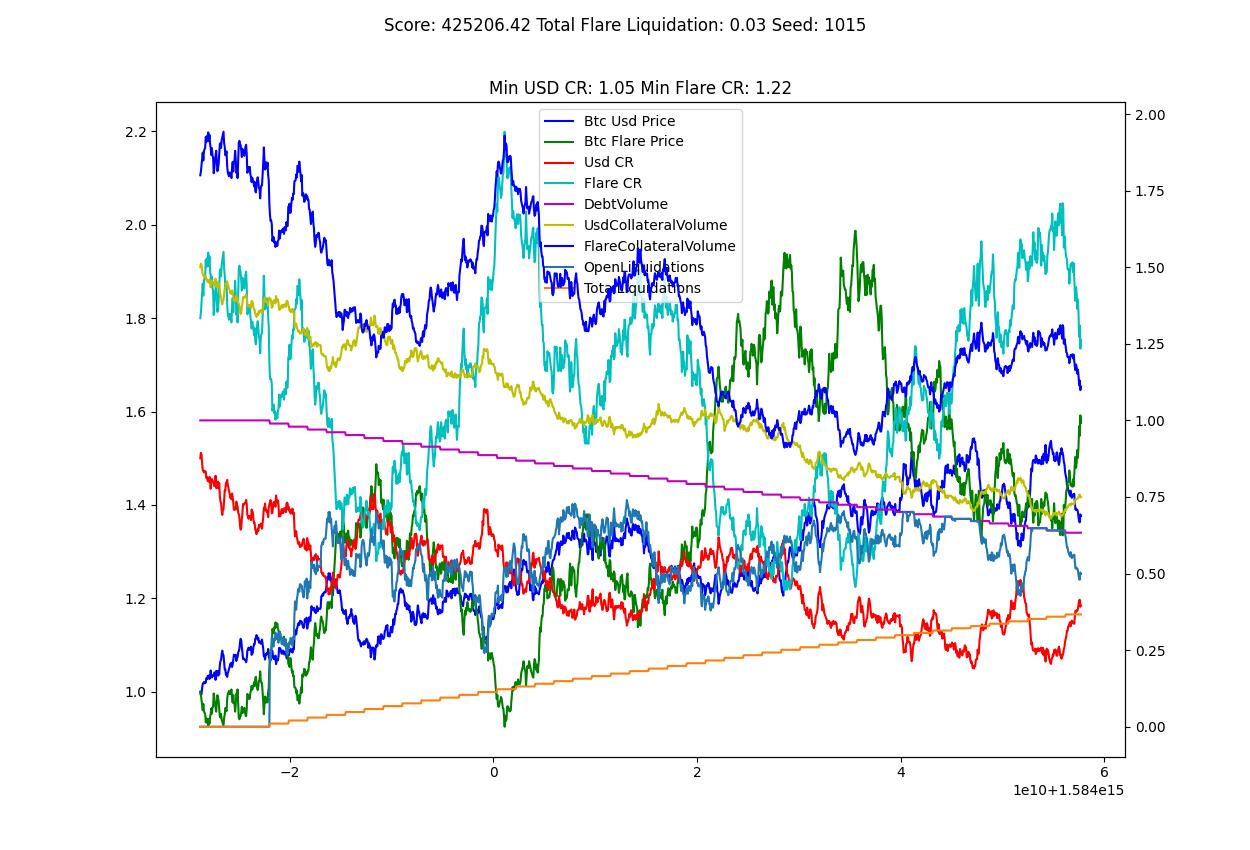 Score: 425206.42 Total Flare Liquidation: 0.03 Seed: 1015
Min USD CR: 1.05 Min Flare CR: 1.22
2.2
2.0
1.8
1.6
1.4
1.2
1.0
Btc Usd Price
Btc Flare Price
Usd CR
Flare CR
DebtVolume
UsdCollateralVolume
FlareCollateralVolume
OpenLiquidations
TotalLiquidations
2.00
1.75
1.50
1.25
1.00
0.75
0.50
0.25
0.00
−2 0 2 4 6
1e10+1.584e15